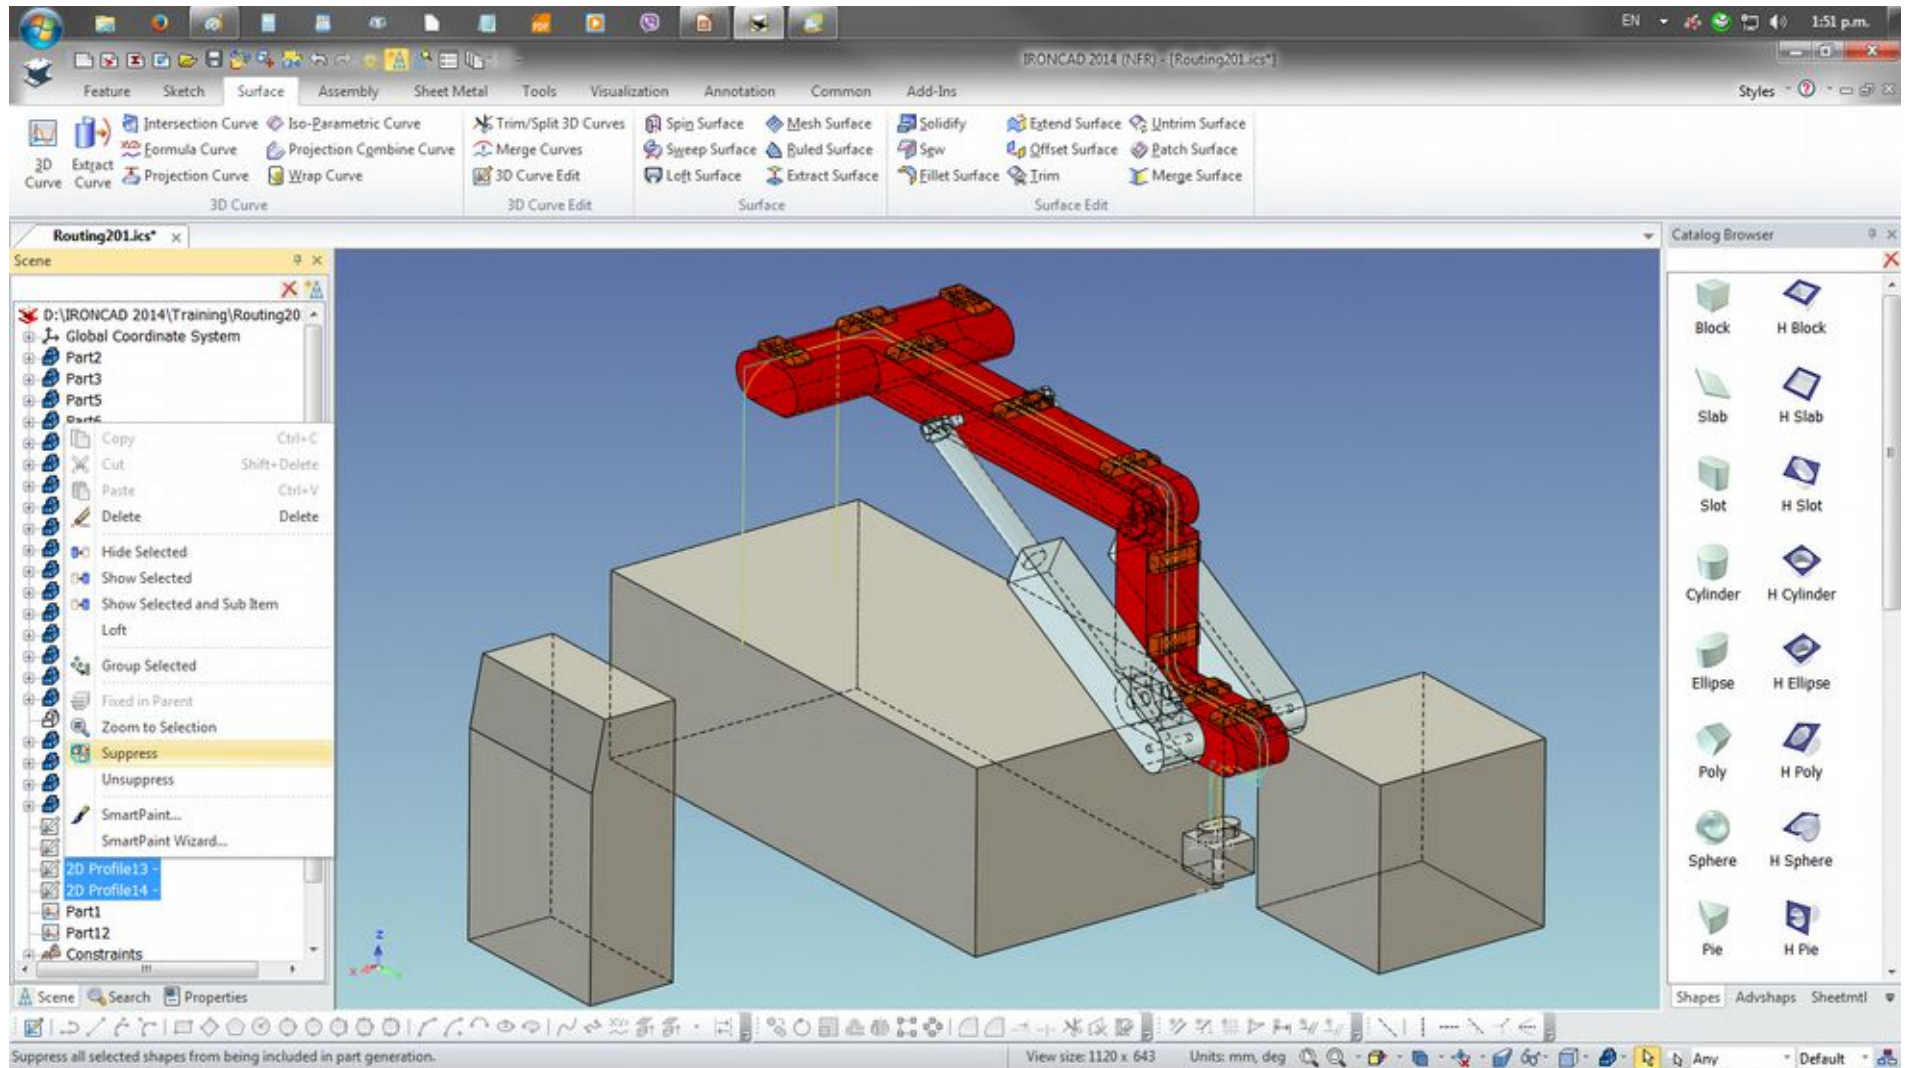 EN 1:51 p.m.
IRONCAD 2014 (NFR) - [Routing201.ics*]
Feature Sketch Surface Assembly Sheet Metal Tools Visualization Annotation Common Add-Ins Styles
Intersection Curve Iso-Parametric Curve Trim/Split 3D Curves Spin Surface Mesh Surface Solidify Extend Surface Untrim Surface
3D Curve Extract Curve Formula Curve Projection Combine Curve Merge Curves Sweep Surface Ruled Surface Sew Offset Surface Patch Surface
Projection Curve Wrap Curve 3D Curve Edit Loft Surface Extract Surface Fillet Surface Trim Merge Surface
3D Curve 3D Curve Edit Surface Surface Edit
Routing201.ics*
Scene
D:\IRONCAD 2014\Training\Routing20
Global Coordinate System
Part2
Part3
Part5
Part6
Copy Ctrl+C
Cut Shift+Delete
Paste Ctrl+V
Delete Delete
Hide Selected
Show Selected
Show Selected and Sub Item
Loft
Group Selected
Fixed in Parent
Zoom to Selection
Suppress
Unsuppress
SmartPaint...
SmartPaint Wizard...
2D Profile13 -
2D Profile14 -
Part1
Part12
Constraints
Scene Search Properties
Catalog Browser
Block H Block
Slab H Slab
Slot H Slot
Cylinder H Cylinder
Ellipse H Ellipse
Poly H Poly
Sphere H Sphere
Pie H Pie
Shapes Advshaps Sheetmtl
Suppress all selected shapes from being included in part generation. View size: 1120 x 643 Units: mm, deg Any Default